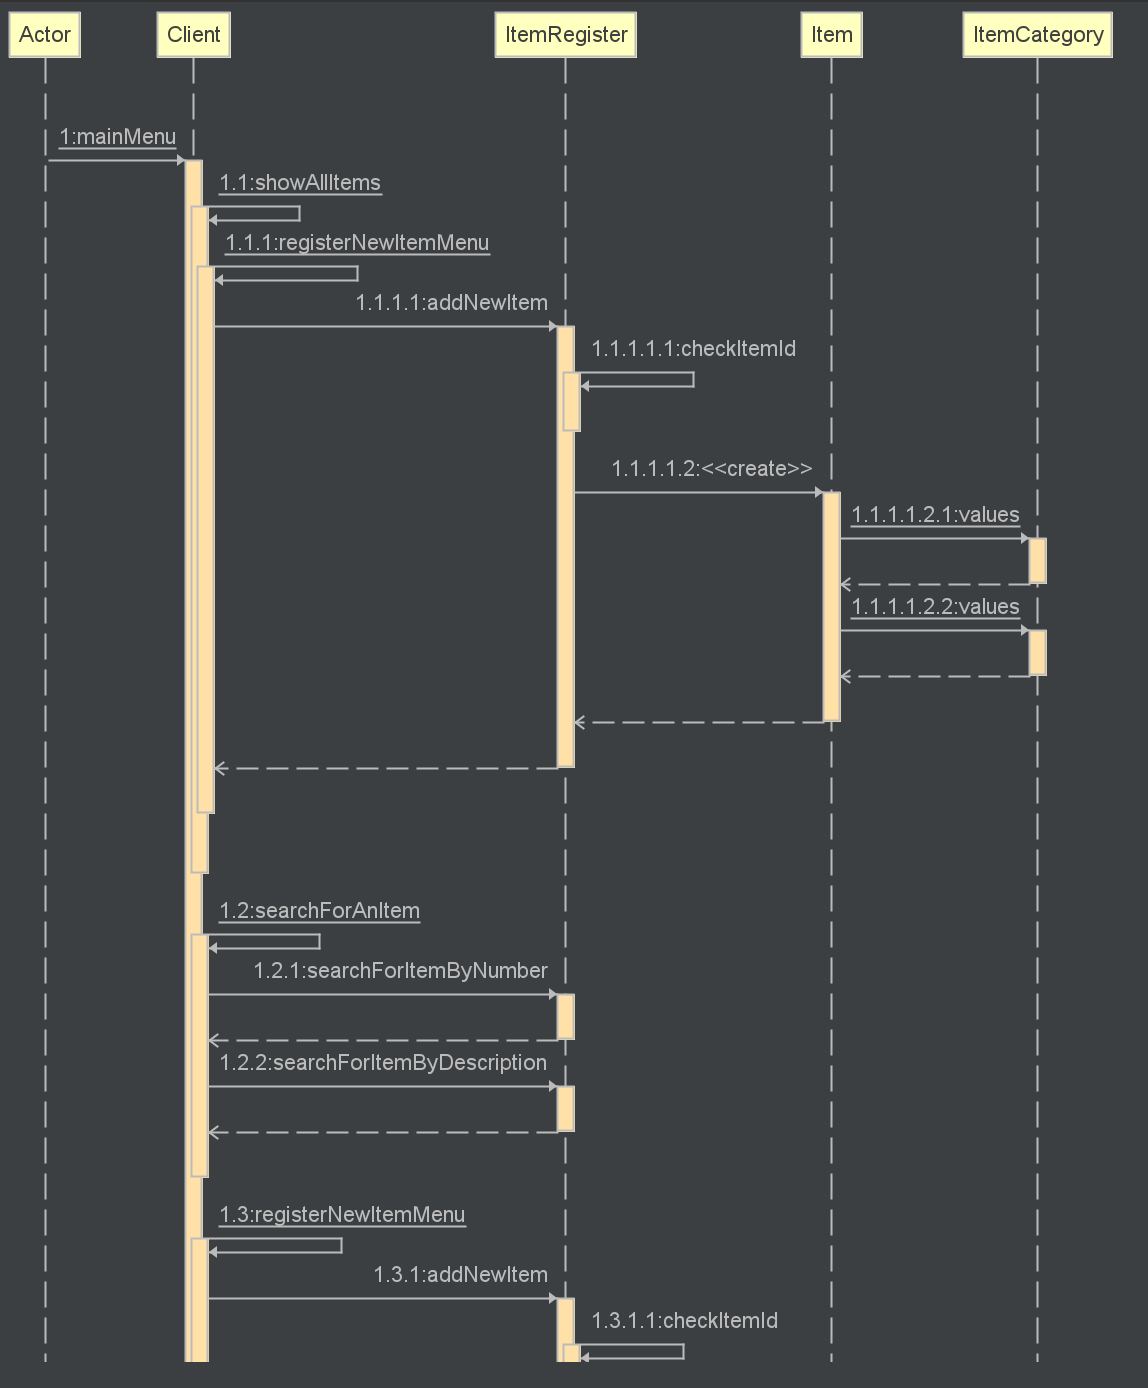 Actor
Client
ItemRegister
Item
ItemCategory
1:mainMenu
1.1:showAllItems
1.1.1:registerNewItemMenu
1.1.1.1:addNewItem
1.1.1.1.1:checkItemId
1.1.1.1.2:<<create>>
1.1.1.1.2.1:values
1.1.1.1.2.2:values
1.2:searchForAnItem
1.2.1:searchForItemByNumber
1.2.2:searchForItemByDescription
1.3:registerNewItemMenu
1.3.1:addNewItem
1.3.1.1:checkItemId